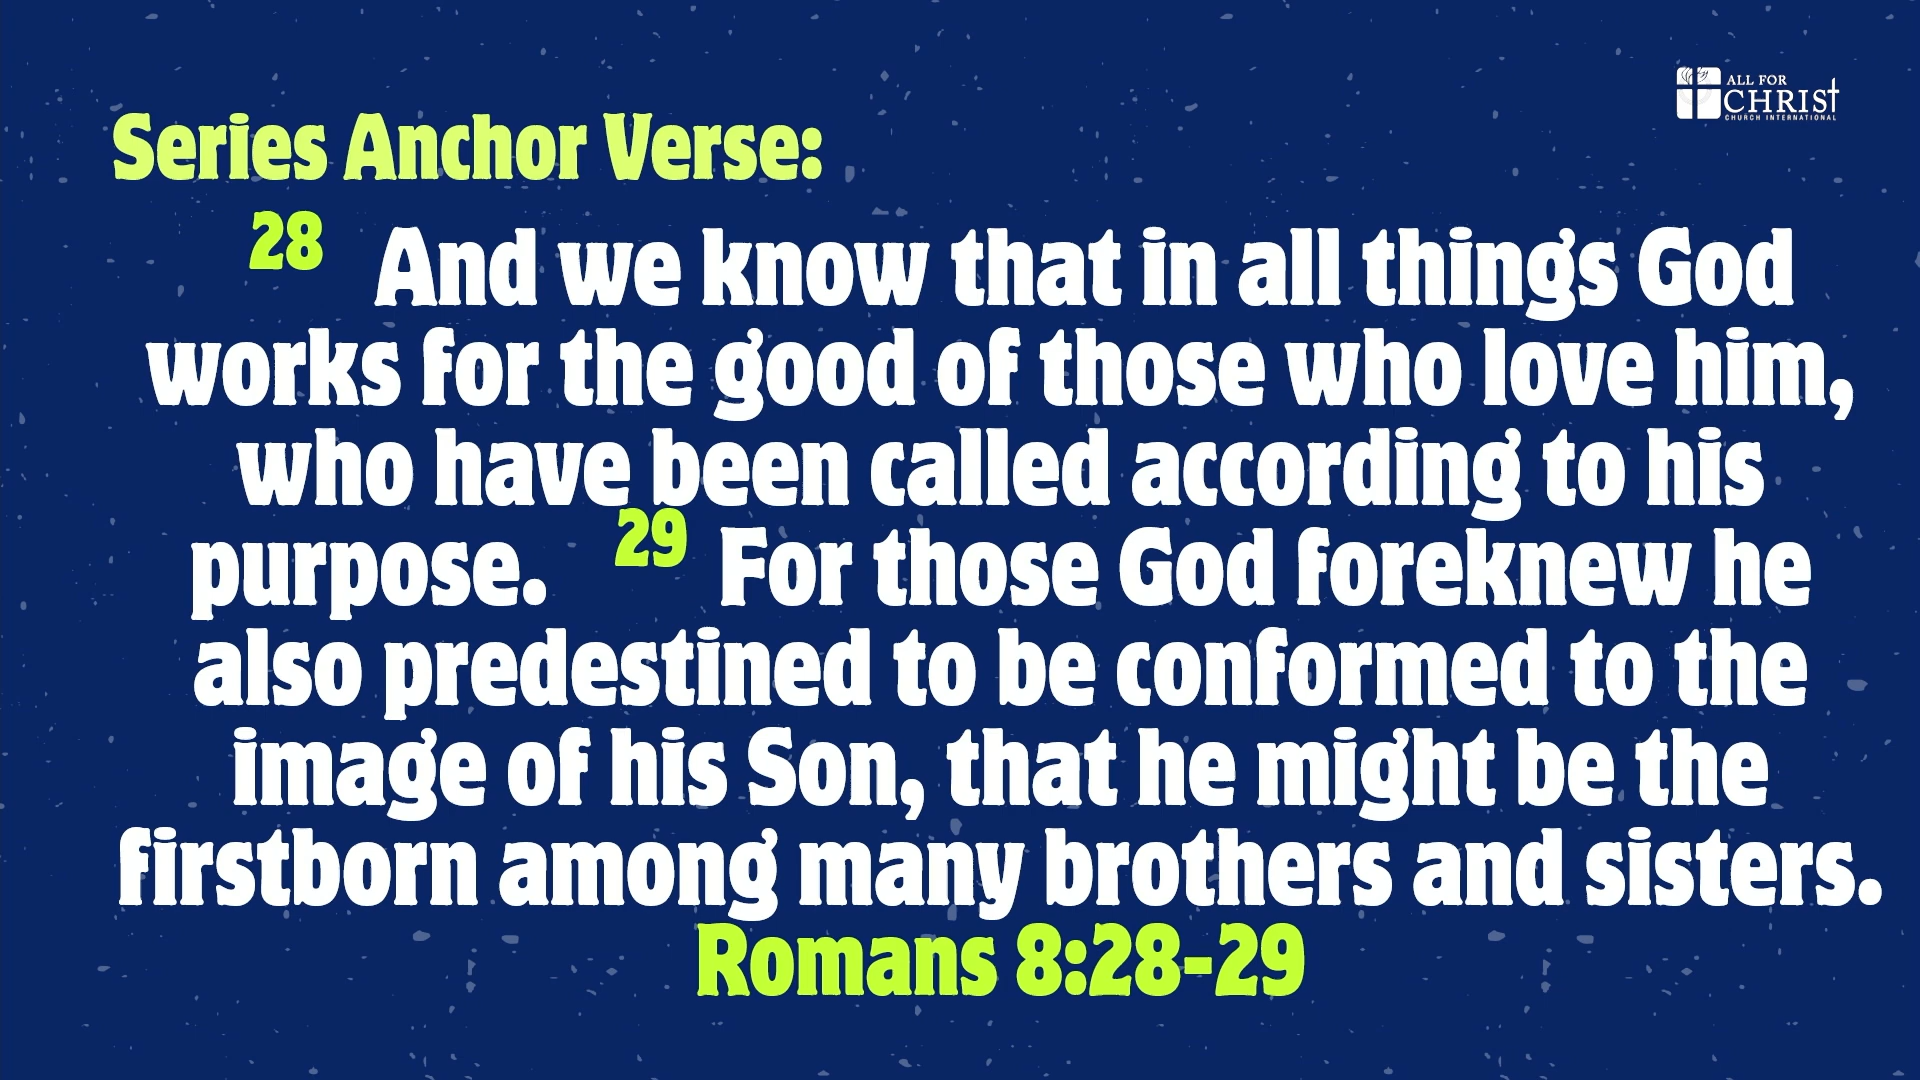 ALL FOR
CHRIST
CHURCH INTERNATIONAL
Series Anchor Verse:
28 And we know that in all things God
works for the good of those who love him,
who have been called according to his
purpose. 29 For those God foreknew he
also predestined to be conformed to the
image of his Son, that he might be the
firstborn among many brothers and sisters.
Romans 8:28-29